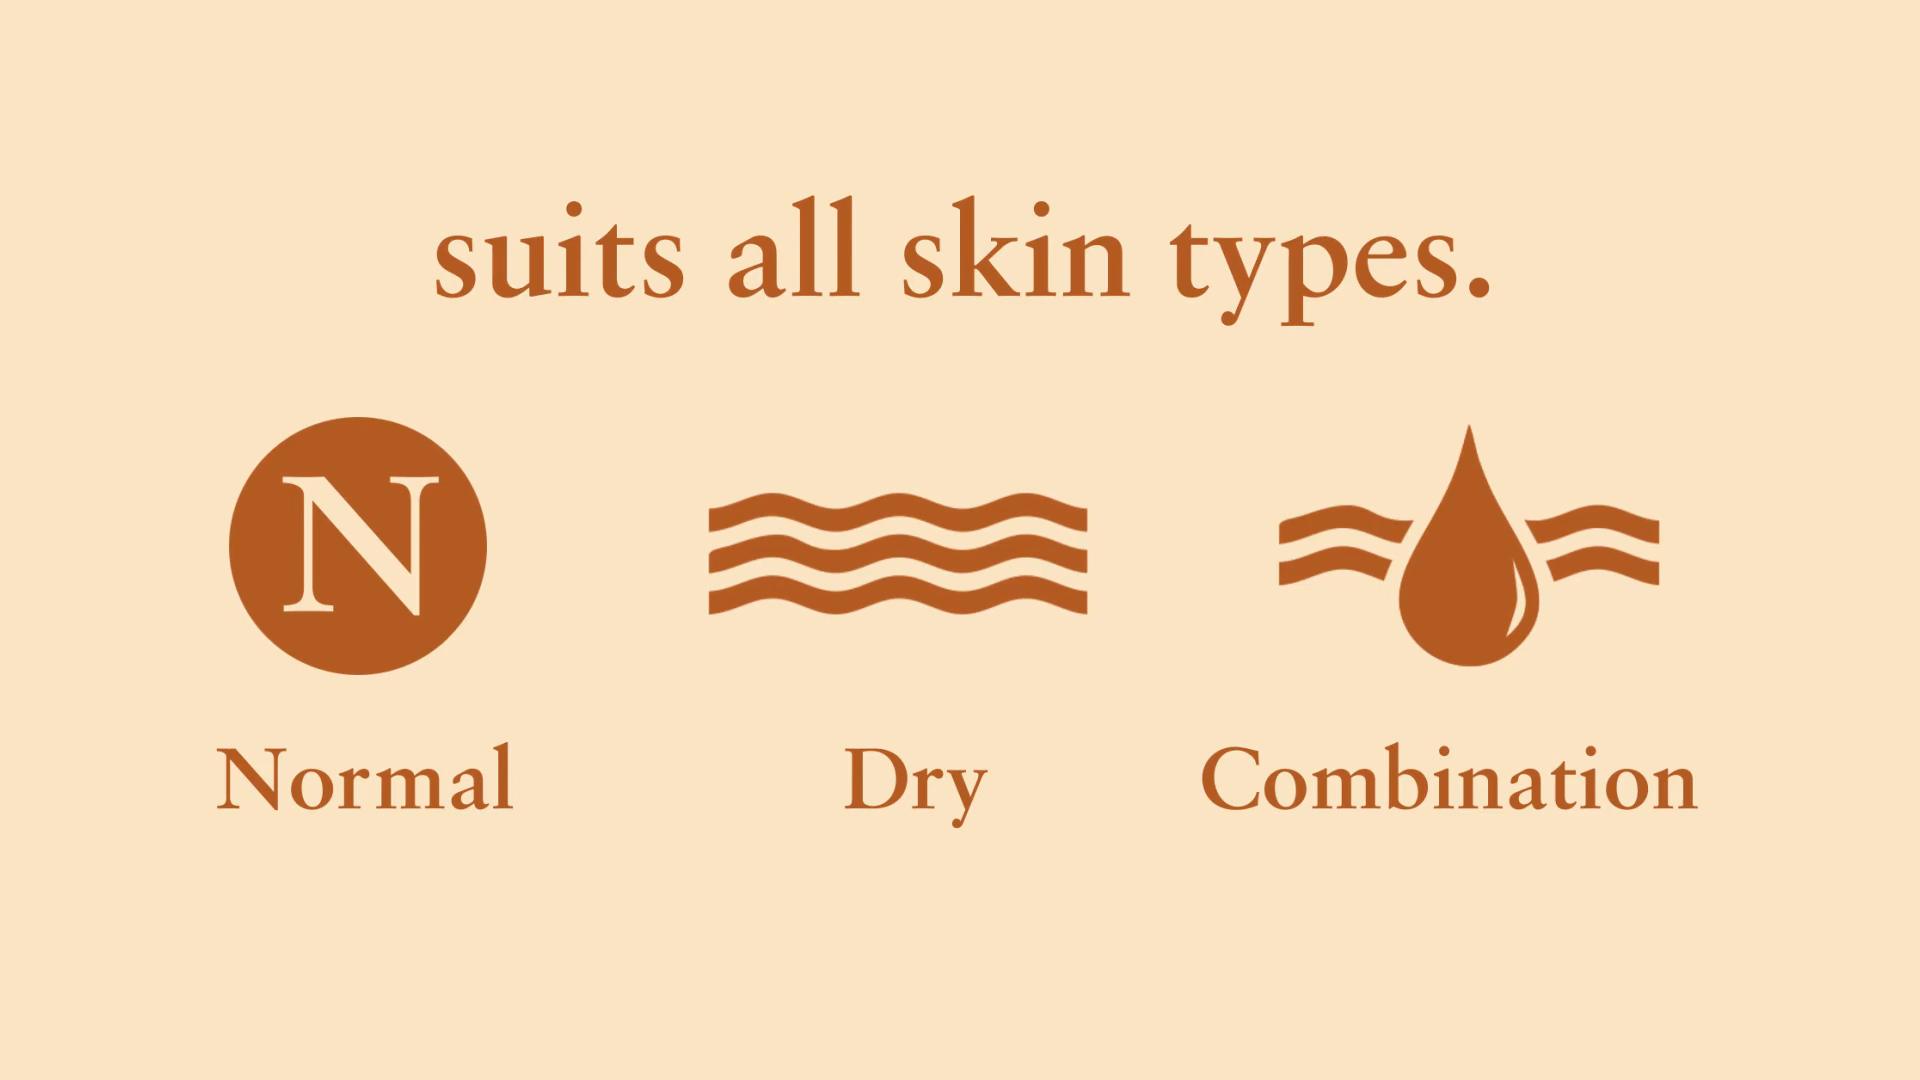 suits all skin types.
N
Normal
Dry
Combination